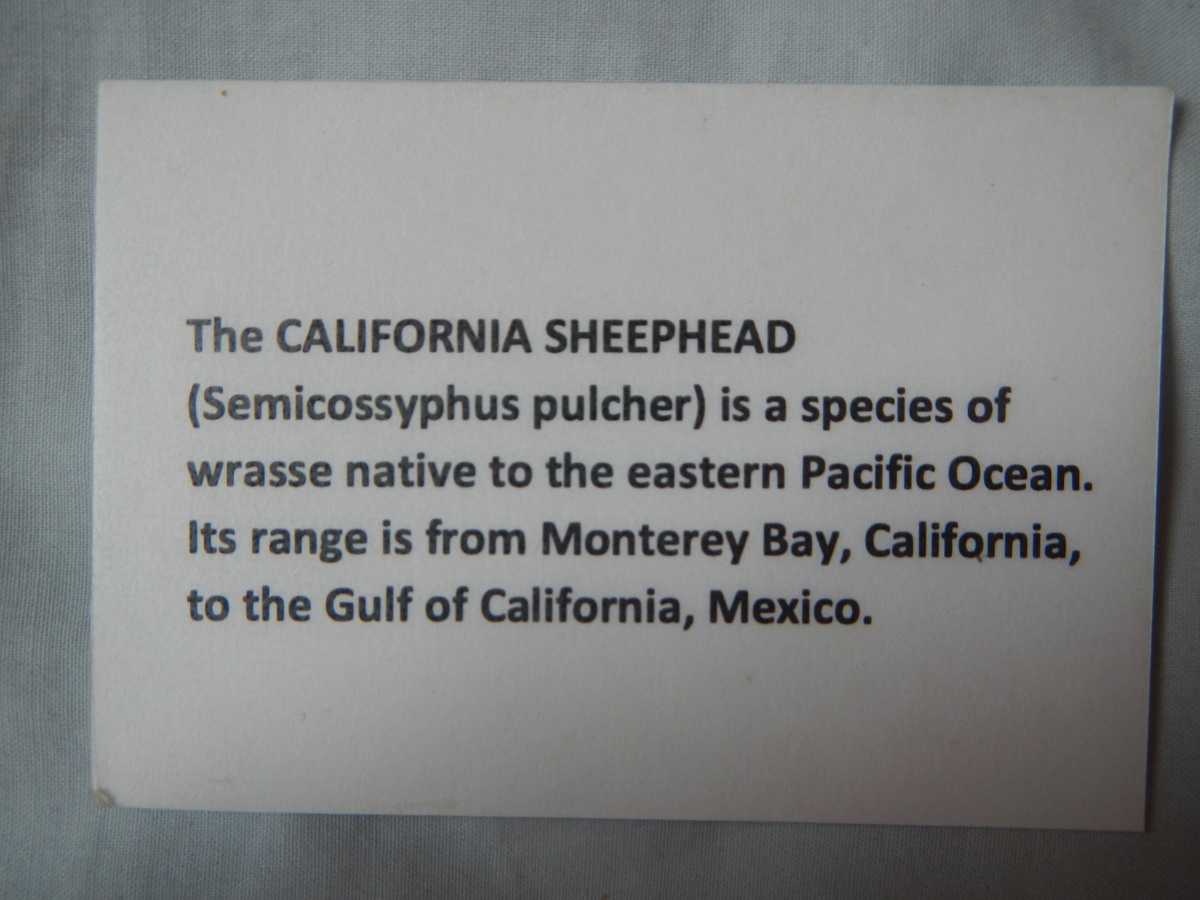 The CALIFORNIA SHEEPHEAD
(Semicossyphus pulcher) is a species of
wrasse native to the eastern Pacific Ocean.
Its range is from Monterey Bay, California,
to the Gulf of California, Mexico.